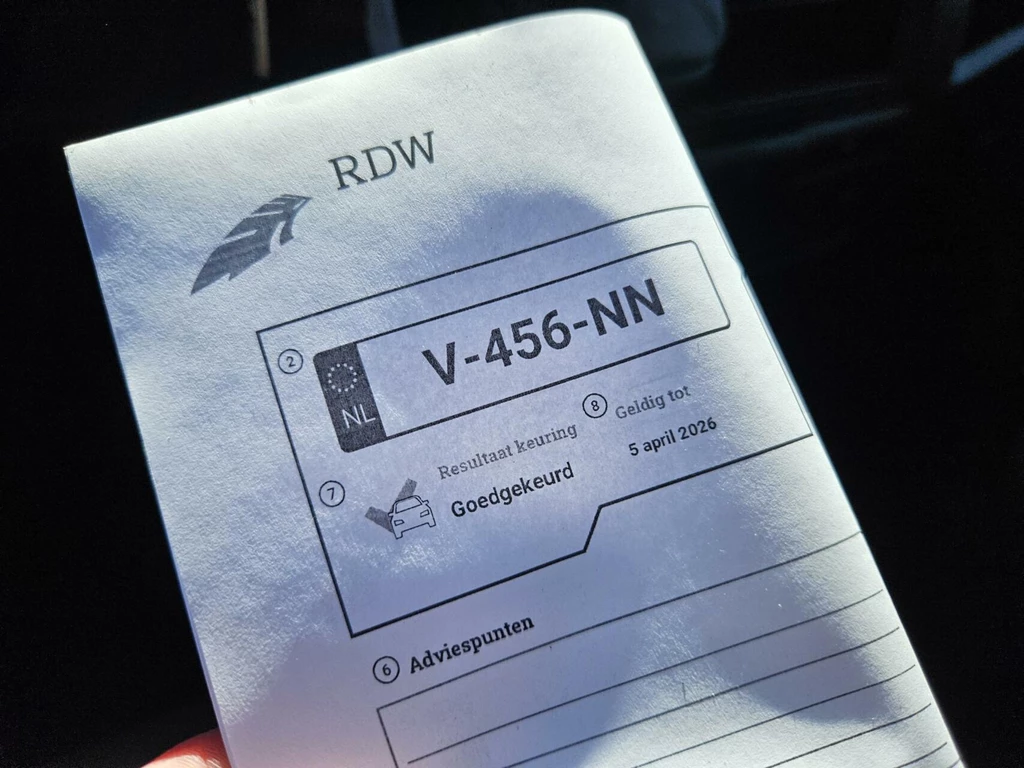 RDW
2
NL
V-456-NN
7
Resultaat keuring
Goedgekeurd
8
Geldig tot
5 april 2026
6
Adviespunten